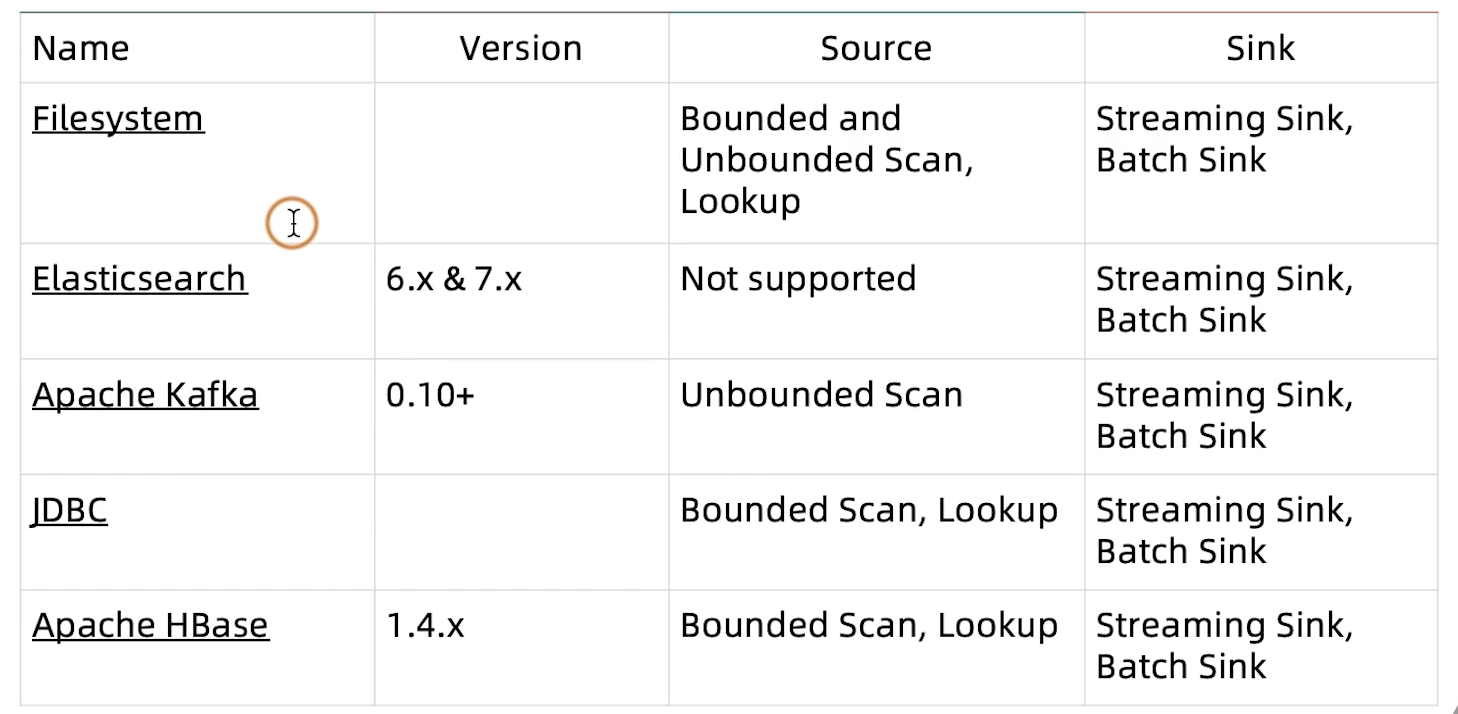 Name Version Source Sink
Filesystem Bounded and Streaming Sink,
Unbounded Scan, Batch Sink
Lookup
Elasticsearch 6.x & 7.x Not supported Streaming Sink,
Batch Sink
Apache Kafka 0.10+ Unbounded Scan Streaming Sink,
Batch Sink
JDBC Bounded Scan, Lookup Streaming Sink,
Batch Sink
Apache HBase 1.4.x Bounded Scan, Lookup Streaming Sink,
Batch Sink